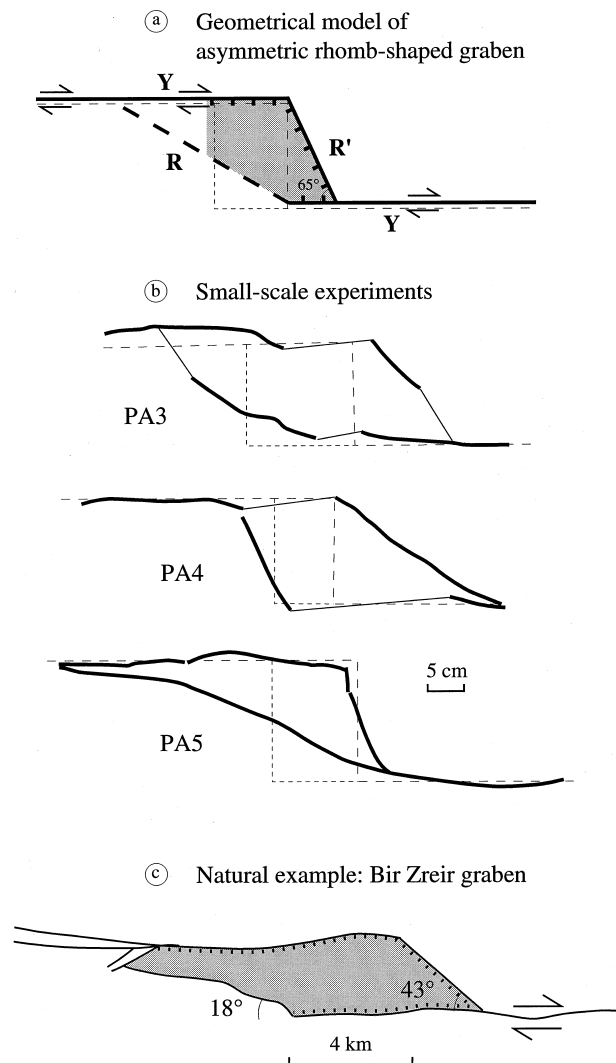 a Geometrical model of
asymmetric rhomb-shaped graben
Y
R
R'
65°
Y
b Small-scale experiments
PA3
PA4
5 cm
PA5
c Natural example: Bir Zreir graben
43°
18°
4 km